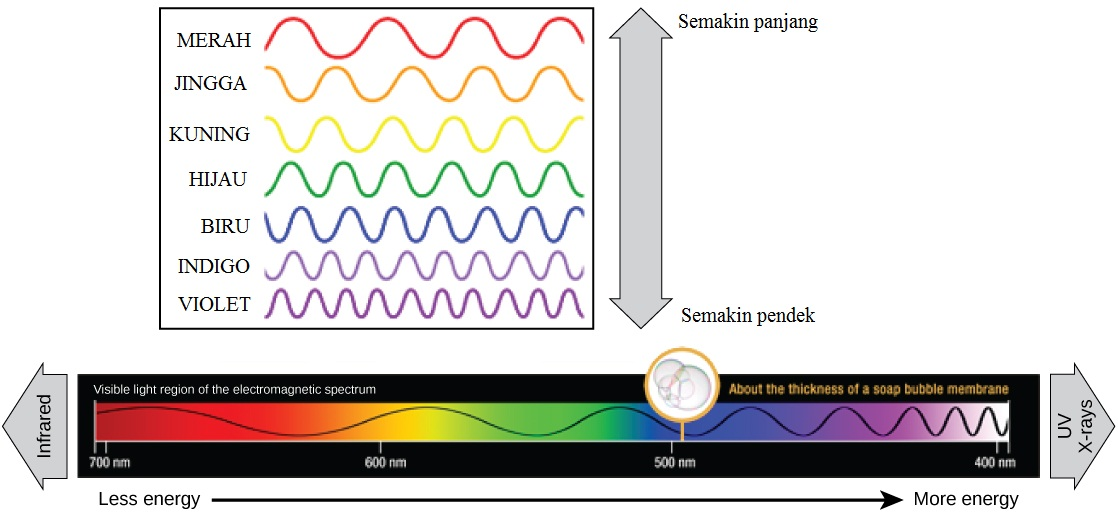 MERAH
JINGGA
KUNING
HIJAU
BIRU
INDIGO
VIOLET
Semakin panjang
Semakin pendek
Infrared
Visible light region of the electromagnetic spectrum
About the thickness of a soap bubble membrane
700 nm
600 nm
500 nm
400 nm
UV
X-rays
Less energy
More energy